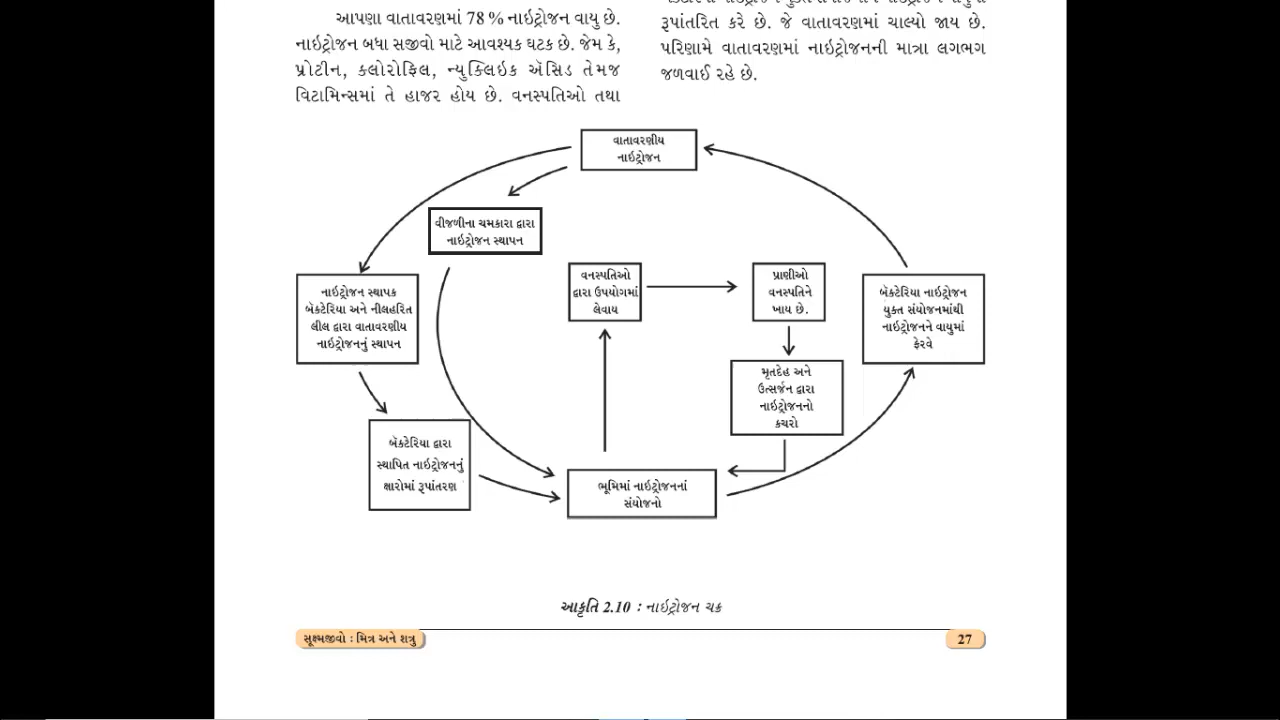 આપણા વાતાવરણમાં 78 % નાઇટ્રોજન વાયુ છે.
નાઇટ્રોજન બધા સજીવો માટે આવશ્યક ઘટક છે. જેમ કે,
પ્રોટીન, ક્લોરોફિલ, ન્યુક્લિઇક ઍસિડ તેમજ
વિટામિન્સમાં તે હાજર હોય છે. વનસ્પતિઓ તથા
રૂપાંતરિત કરે છે. જે વાતાવરણમાં ચાલ્યો જાય છે.
પરિણામે વાતાવરણમાં નાઇટ્રોજનની માત્રા લગભગ
જળવાઈ રહે છે.
વાતાવરણીય
નાઇટ્રોજન
વીજળીના ચમકારા દ્વારા
નાઇટ્રોજન સ્થાપન
નાઇટ્રોજન સ્થાપક
બૅક્ટેરિયા અને નીલહરિત
લીલ દ્વારા વાતાવરણીય
નાઇટ્રોજનનું સ્થાપન
વનસ્પતિઓ
દ્વારા ઉપયોગમાં
લેવાય
પ્રાણીઓ
વનસ્પતિને
ખાય છે.
બૅક્ટેરિયા નાઇટ્રોજન
યુક્ત સંયોજનમાંથી
નાઇટ્રોજનને વાયુમાં
ફેરવે
મૃતદેહ અને
ઉત્સર્જન દ્વારા
નાઇટ્રોજનનો
કચરો
બૅક્ટેરિયા દ્વારા
સ્થાપિત નાઇટ્રોજનનું
ક્ષારોમાં રૂપાંતરણ
ભૂમિમાં નાઇટ્રોજનનાં
સંયોજનો
આકૃતિ 2.10 : નાઇટ્રોજન ચક્ર
સૂક્ષ્મજીવો : મિત્ર અને શત્રુ
27